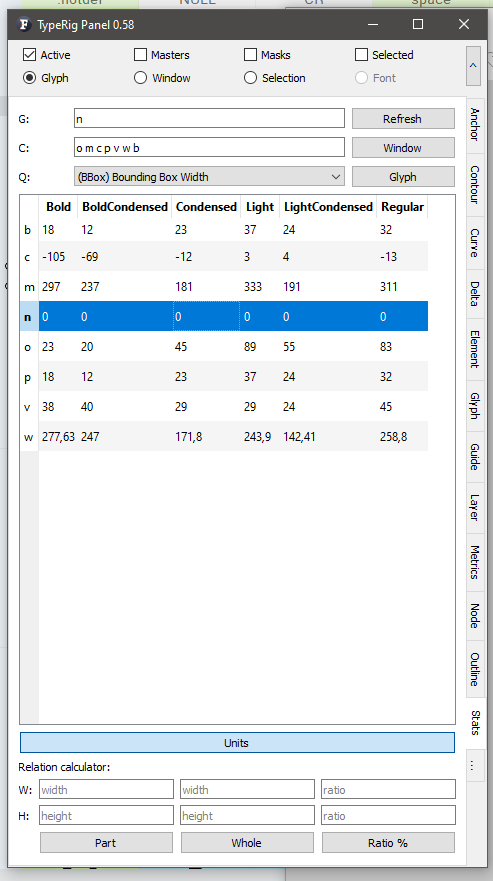 .notdef NULL CR space
TypeRig Panel 0.58
Active Masters Masks Selected
Glyph Window Selection Font
G: n Refresh
C: o m c p v w b Window
Q: (BBox) Bounding Box Width Glyph
Bold BoldCondensed Condensed Light LightCondensed Regular
b 18 12 23 37 24 32
c -105 -69 -12 3 4 -13
m 297 237 181 333 191 311
n 0 0 0 0 0 0
o 23 20 45 89 55 83
p 18 12 23 37 24 32
v 38 40 29 29 24 45
w 277,63 247 171,8 243,9 142,41 258,8
Anchor
Contour
Curve
Delta
Element
Glyph
Guide
Layer
Metrics
Node
Outline
Stats
...
Units
Relation calculator:
W: width width ratio
H: height height ratio
Part Whole Ratio %